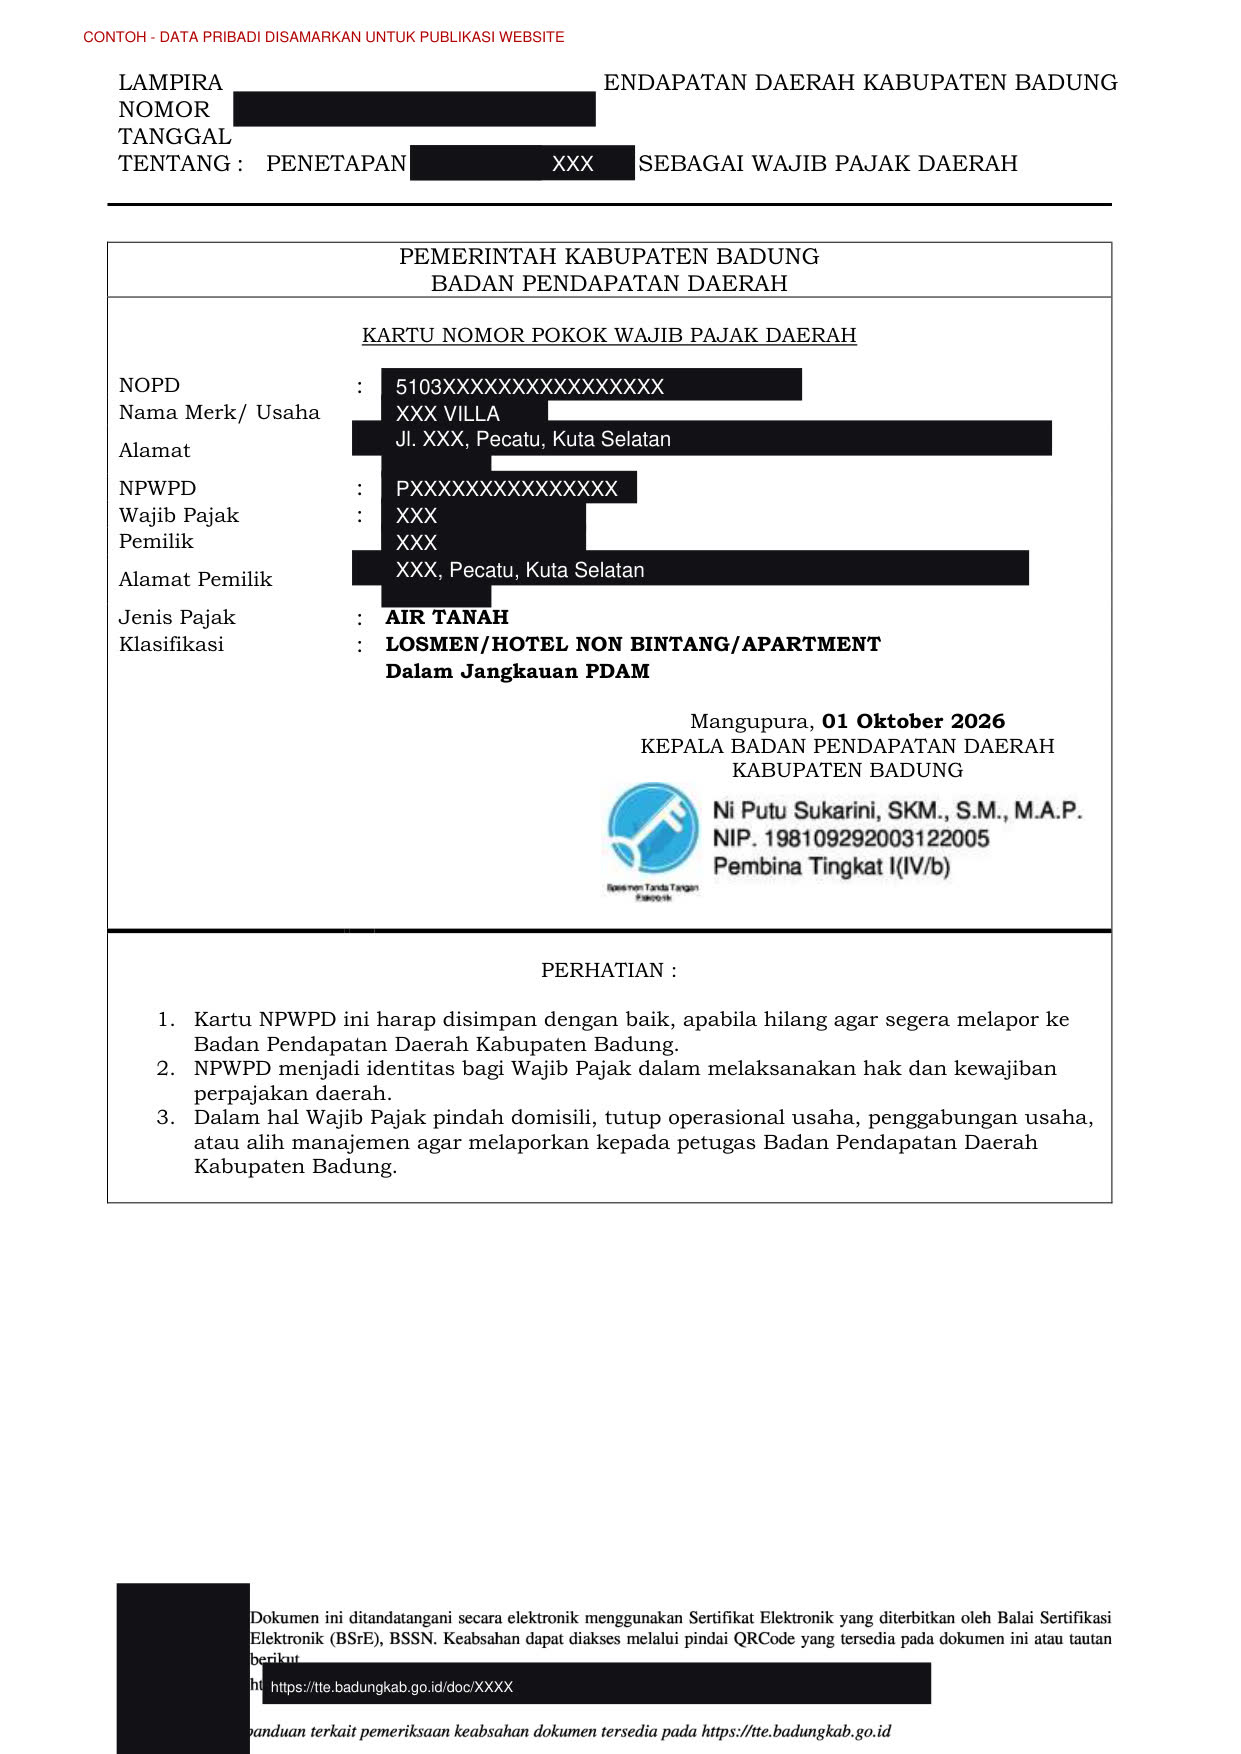 CONTOH - DATA PRIBADI DISAMARKAN UNTUK PUBLIKASI WEBSITE
LAMPIRA ENDAPATAN DAERAH KABUPATEN BADUNG
NOMOR
TANGGAL
TENTANG : PENETAPAN XXX SEBAGAI WAJIB PAJAK DAERAH
PEMERINTAH KABUPATEN BADUNG
BADAN PENDAPATAN DAERAH
KARTU NOMOR POKOK WAJIB PAJAK DAERAH
NOPD : 5103XXXXXXXXXXXXXXXX
Nama Merk/ Usaha XXX VILLA
Alamat Jl. XXX, Pecatu, Kuta Selatan
NPWPD : PXXXXXXXXXXXXXXX
Wajib Pajak : XXX
Pemilik XXX
Alamat Pemilik XXX, Pecatu, Kuta Selatan
Jenis Pajak : AIR TANAH
Klasifikasi : LOSMEN/HOTEL NON BINTANG/APARTMENT
Dalam Jangkauan PDAM
Mangupura, 01 Oktober 2026
KEPALA BADAN PENDAPATAN DAERAH
KABUPATEN BADUNG
Ni Putu Sukarini, SKM., S.M., M.A.P.
NIP. 198109292003122005
Pembina Tingkat I(IV/b)
Spesimen Tanda Tangan
Elektronik
PERHATIAN :
1. Kartu NPWPD ini harap disimpan dengan baik, apabila hilang agar segera melapor ke
Badan Pendapatan Daerah Kabupaten Badung.
2. NPWPD menjadi identitas bagi Wajib Pajak dalam melaksanakan hak dan kewajiban
perpajakan daerah.
3. Dalam hal Wajib Pajak pindah domisili, tutup operasional usaha, penggabungan usaha,
atau alih manajemen agar melaporkan kepada petugas Badan Pendapatan Daerah
Kabupaten Badung.
Dokumen ini ditandatangani secara elektronik menggunakan Sertifikat Elektronik yang diterbitkan oleh Balai Sertifikasi
Elektronik (BSrE), BSSN. Keabsahan dapat diakses melalui pindai QRCode yang tersedia pada dokumen ini atau tautan
berikut
ht https://tte.badungkab.go.id/doc/XXXX
panduan terkait pemeriksaan keabsahan dokumen tersedia pada https://tte.badungkab.go.id